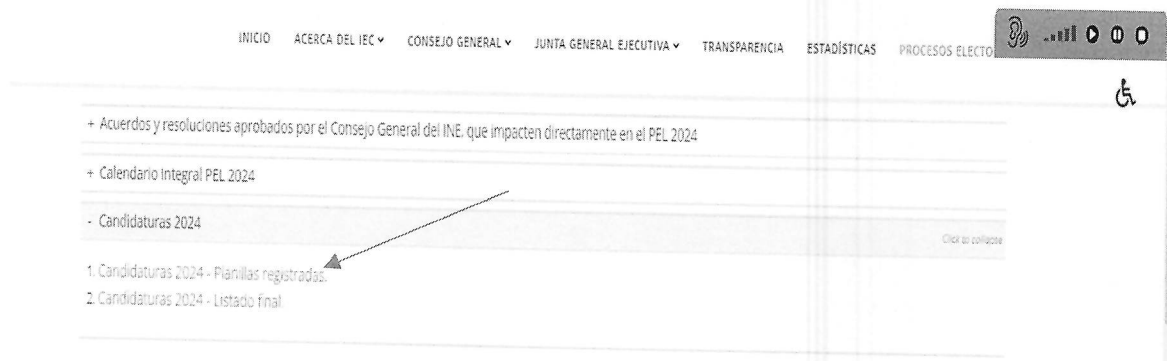 INICIO ACERCA DEL IEC CONSEJO GENERAL JUNTA GENERAL EJECUTIVA TRANSPARENCIA ESTADÍSTICAS PROCESOS ELECTO
+ Acuerdos y resoluciones aprobados por el Consejo General del INE, que impacten directamente en el PEL 2024
+ Calendario Integral PEL 2024
- Candidaturas 2024
Click to collapse
1. Candidaturas 2024 - Planillas registradas.
2. Candidaturas 2024 - Listado final